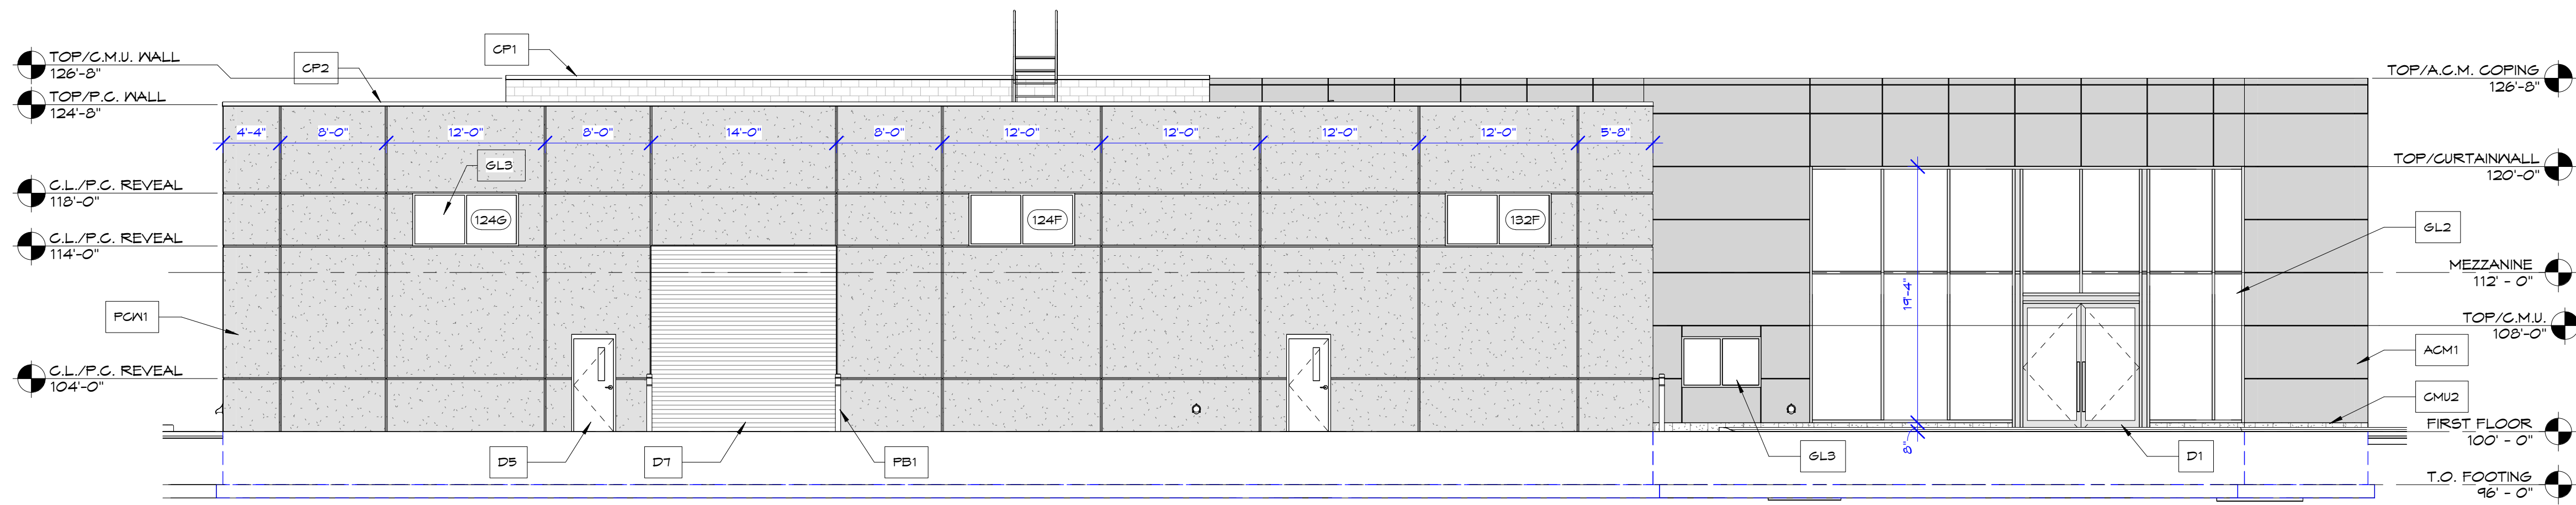 TOP/C.M.U. WALL
126'-8"
TOP/P.C. WALL
124'-8"
C.L./P.C. REVEAL
118'-0"
C.L./P.C. REVEAL
114'-0"
PCW1
C.L./P.C. REVEAL
104'-0"
CP2
CP1
4'-4"
8'-0"
12'-0"
8'-0"
14'-0"
8'-0"
12'-0"
12'-0"
12'-0"
12'-0"
5'-8"
GL3
124G
124F
132F
D5
D7
PB1
19'-4"
8"
GL3
D1
TOP/A.C.M. COPING
126'-8"
TOP/CURTAINWALL
120'-0"
GL2
MEZZANINE
112' - 0"
TOP/C.M.U.
108'-0"
ACM1
CMU2
FIRST FLOOR
100' - 0"
T.O. FOOTING
96' - 0"